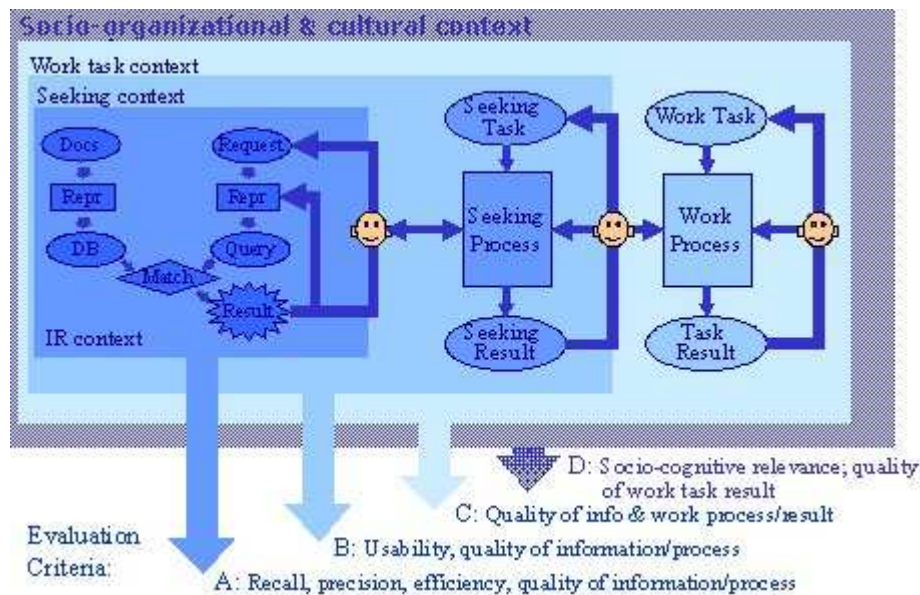 Socio-organizational & cultural context
Work task context
Seeking context
Docs
Request
Seeking
Task
Work Task
Repr
Repr
Seeking
Process
Work
Process
DB
Query
Match
Result
IR context
Seeking
Result
Task
Result
D: Socio-cognitive relevance; quality
of work task result
C: Quality of info & work process/result
Evaluation
Criteria:
B: Usability, quality of information/process
A: Recall, precision, efficiency, quality of information/process